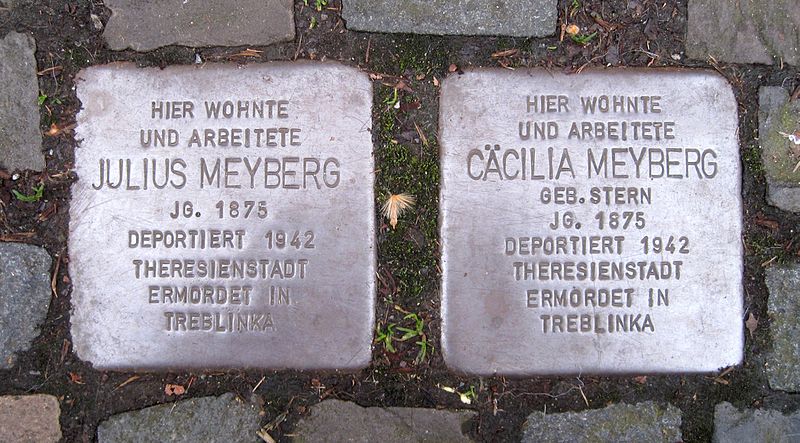 HIER WOHNTE
UND ARBEITETE
JULIUS MEYBERG
JG. 1875
DEPORTIERT 1942
THERESIENSTADT
ERMORDET IN
TREBLINKA
HIER WOHNTE
UND ARBEITETE
CÄCILIA MEYBERG
GEB. STERN
JG. 1875
DEPORTIERT 1942
THERESIENSTADT
ERMORDET IN
TREBLINKA